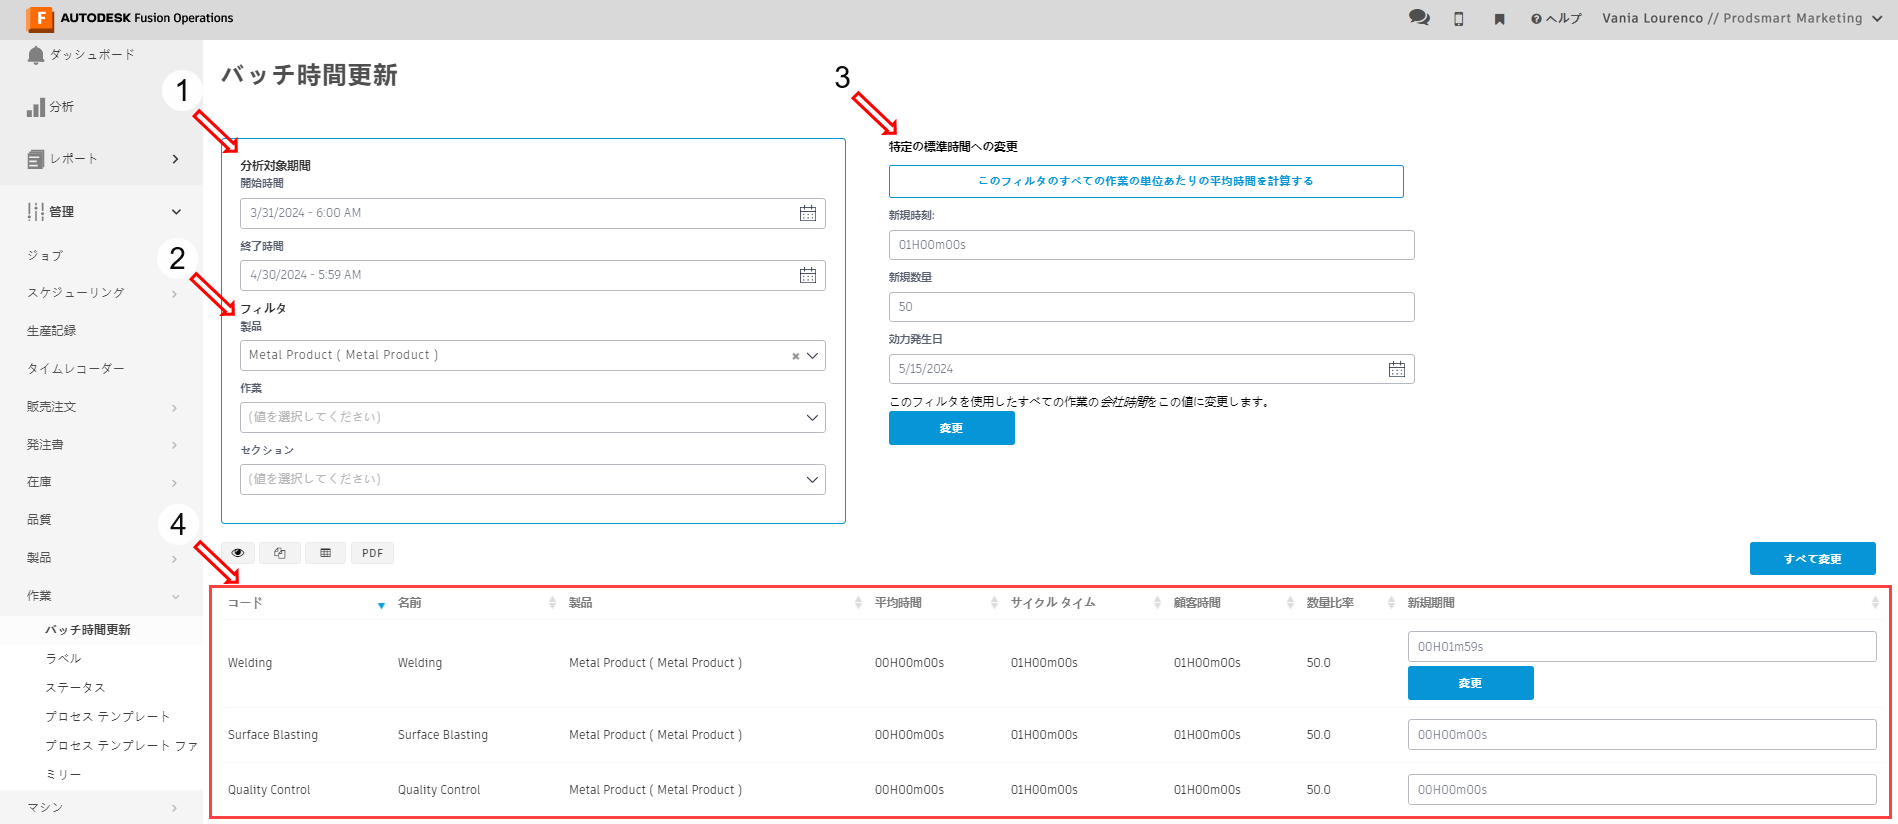 AUTODESK Fusion Operations
ヘルプ
Vania Lourenco // Prodsmart Marketing
ダッシュボード
分析
レポート
管理
ジョブ
スケジューリング
生産記録
タイムレコーダー
販売注文
発注書
在庫
品質
製品
作業
バッチ時間更新
ラベル
ステータス
プロセス テンプレート
プロセス テンプレート ファ
ミリー
マシン
バッチ時間更新
1
分析対象期間
開始時間
3/31/2024 - 6:00 AM
終了時間
4/30/2024 - 5:59 AM
2
フィルタ
製品
Metal Product ( Metal Product )
作業
(値を選択してください)
セクション
(値を選択してください)
3
特定の標準時間への変更
このフィルタのすべての作業の単位あたりの平均時間を計算する
新規時刻:
01H00m00s
新規数量
50
効力発生日
5/15/2024
このフィルタを使用したすべての作業の会社時間をこの値に変更します。
変更
4
PDF
すべて変更
コード 名前 製品 平均時間 サイクル タイム 顧客時間 数量比率 新規期間
Welding Welding Metal Product ( Metal Product ) 00H00m00s 01H00m00s 01H00m00s 50.0 00H01m59s
変更
Surface Blasting Surface Blasting Metal Product ( Metal Product ) 00H00m00s 01H00m00s 01H00m00s 50.0 00H00m00s
Quality Control Quality Control Metal Product ( Metal Product ) 00H00m00s 01H00m00s 01H00m00s 50.0 00H00m00s